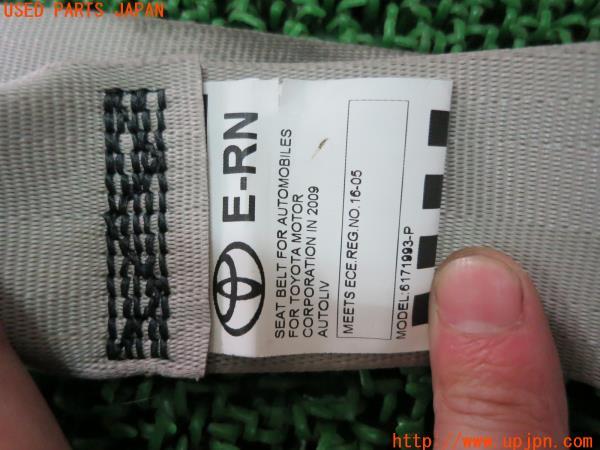 USED PARTS JAPAN
E-RN
SEAT BELT FOR AUTOMOBILES
FOR TOYOTA MOTOR
CORPORATION IN 2009
AUTOLIV
MEETS ECE.REG.NO.16-05
MODEL:6171993-P
http://www.upjpn.com/